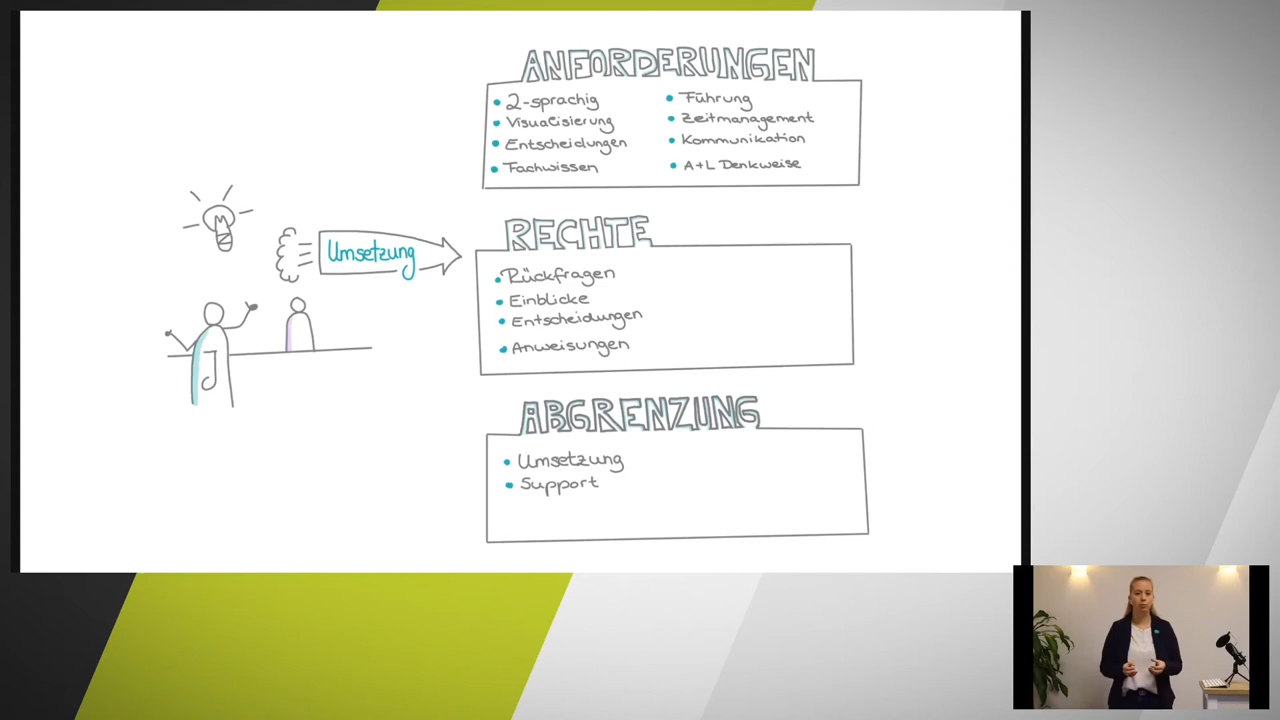 ANFORDERUNGEN
2-sprachig
Visualisierung
Entscheidungen
Fachwissen
Führung
Zeitmanagement
Kommunikation
A+L Denkweise
Umsetzung
RECHTE
Rückfragen
Einblicke
Entscheidungen
Anweisungen
ABGRENZUNG
Umsetzung
Support